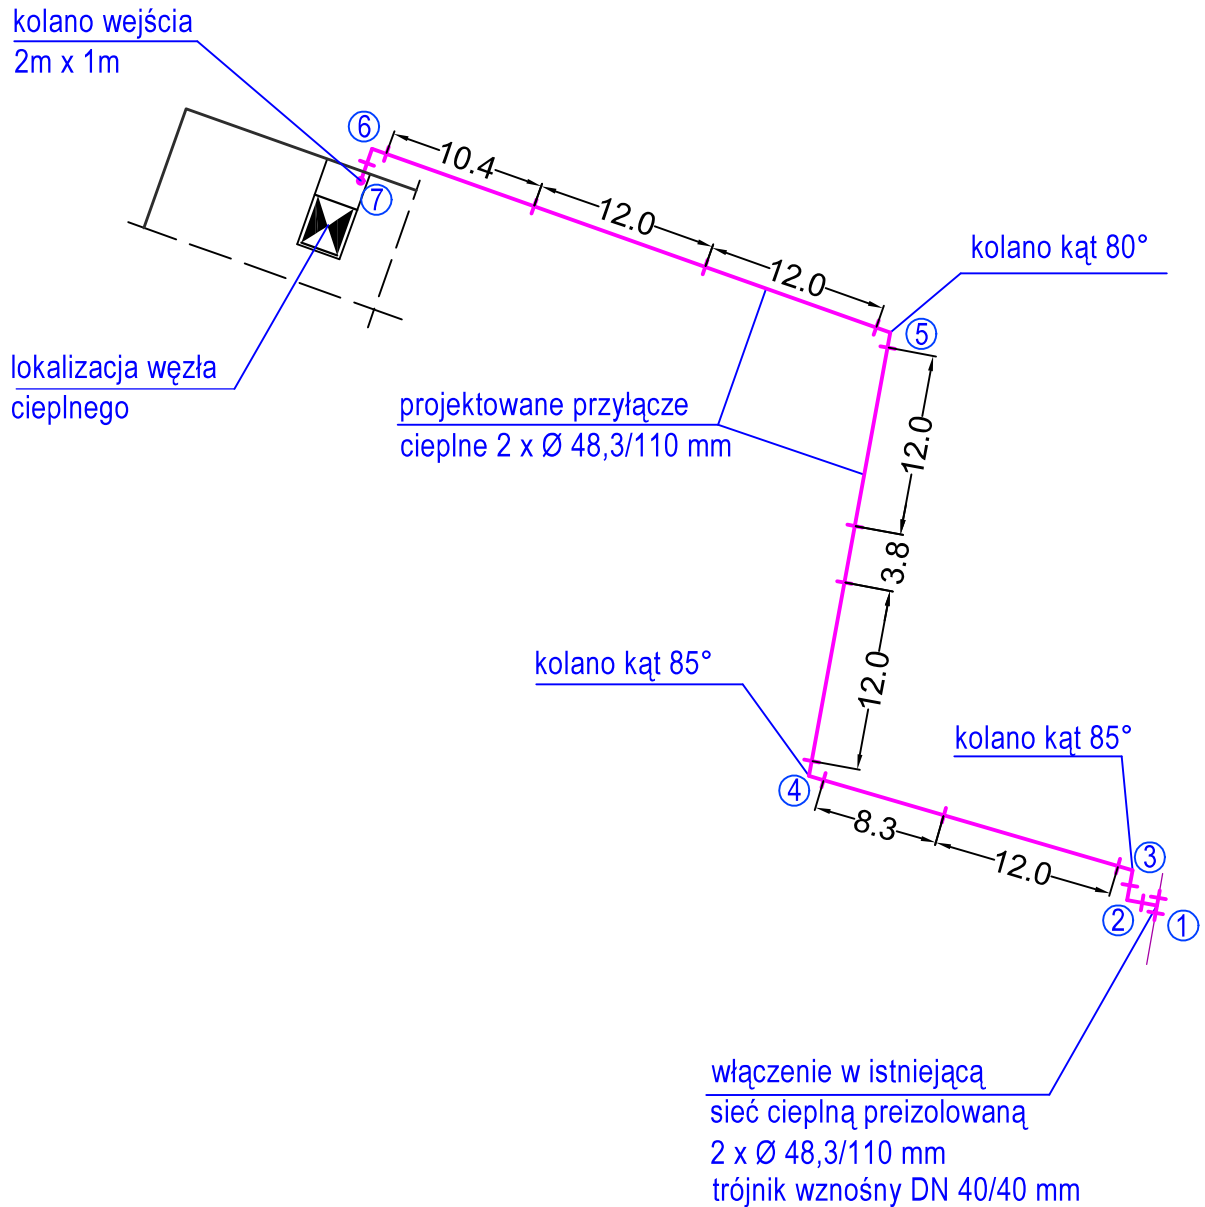 kolano wejścia
2m x 1m
6
10.4
7
12.0
12.0
kolano kąt 80°
5
lokalizacja węzła
cieplnego
projektowane przyłącze
cieplne 2 x Ø 48,3/110 mm
12.0
3.8
12.0
kolano kąt 85°
kolano kąt 85°
4
8.3
12.0
3
2
1
włączenie w istniejącą
sieć cieplną preizolowaną
2 x Ø 48,3/110 mm
trójnik wznośny DN 40/40 mm